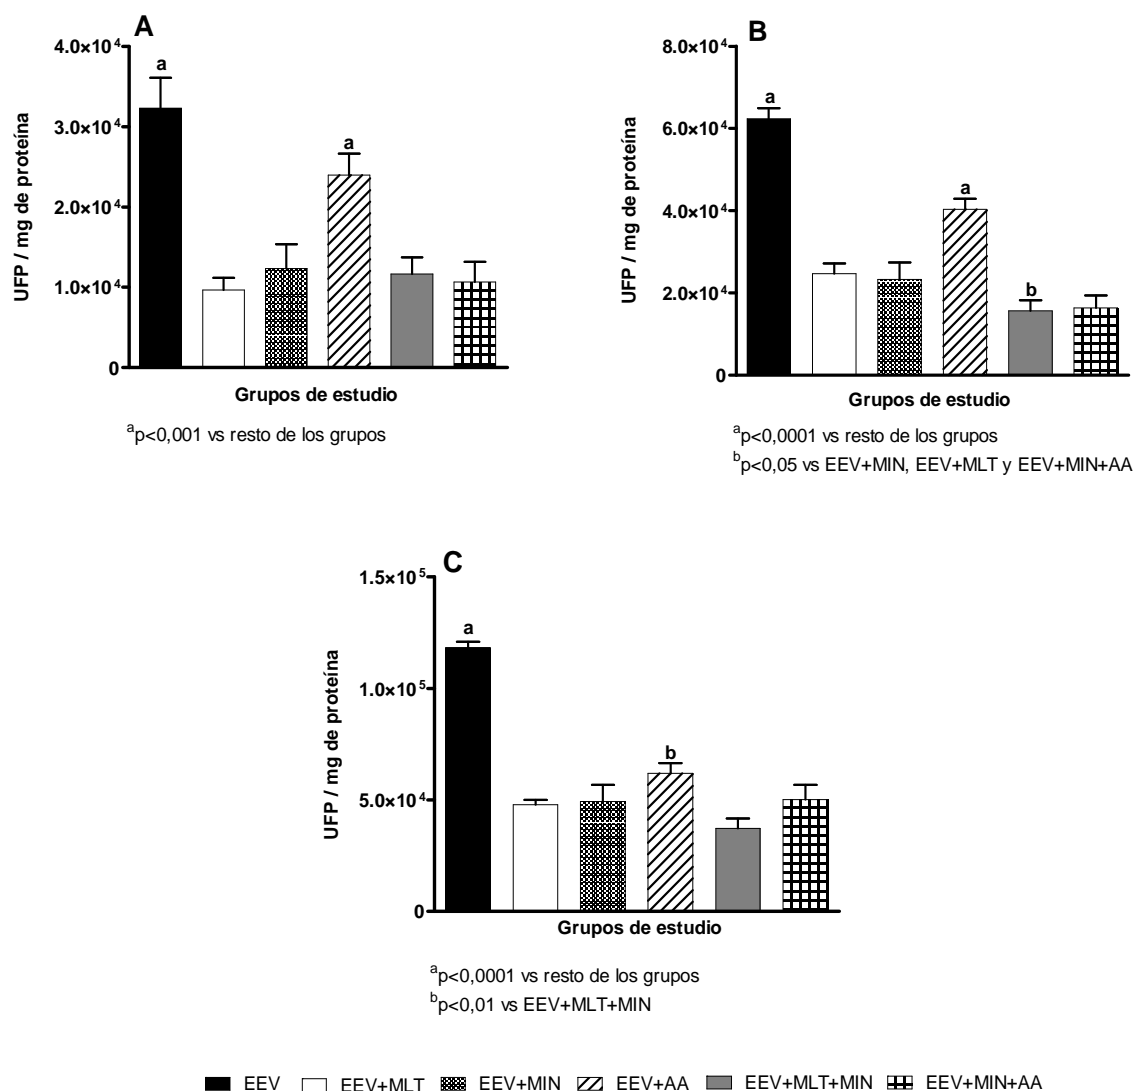 A
4.0×10⁴
3.0×10⁴
2.0×10⁴
1.0×10⁴
0
UFP / mg de proteína
a
a
Grupos de estudio
ᵃp<0,001 vs resto de los grupos
B
8.0×10⁴
6.0×10⁴
4.0×10⁴
2.0×10⁴
0
UFP / mg de proteína
a
a
b
Grupos de estudio
ᵃp<0,0001 vs resto de los grupos
ᵇp<0,05 vs EEV+MIN, EEV+MLT y EEV+MIN+AA
C
1.5×10⁵
1.0×10⁵
5.0×10⁴
0
UFP / mg de proteína
a
b
Grupos de estudio
ᵃp<0,0001 vs resto de los grupos
ᵇp<0,01 vs EEV+MLT+MIN
EEV EEV+MLT EEV+MIN EEV+AA EEV+MLT+MIN EEV+MIN+AA